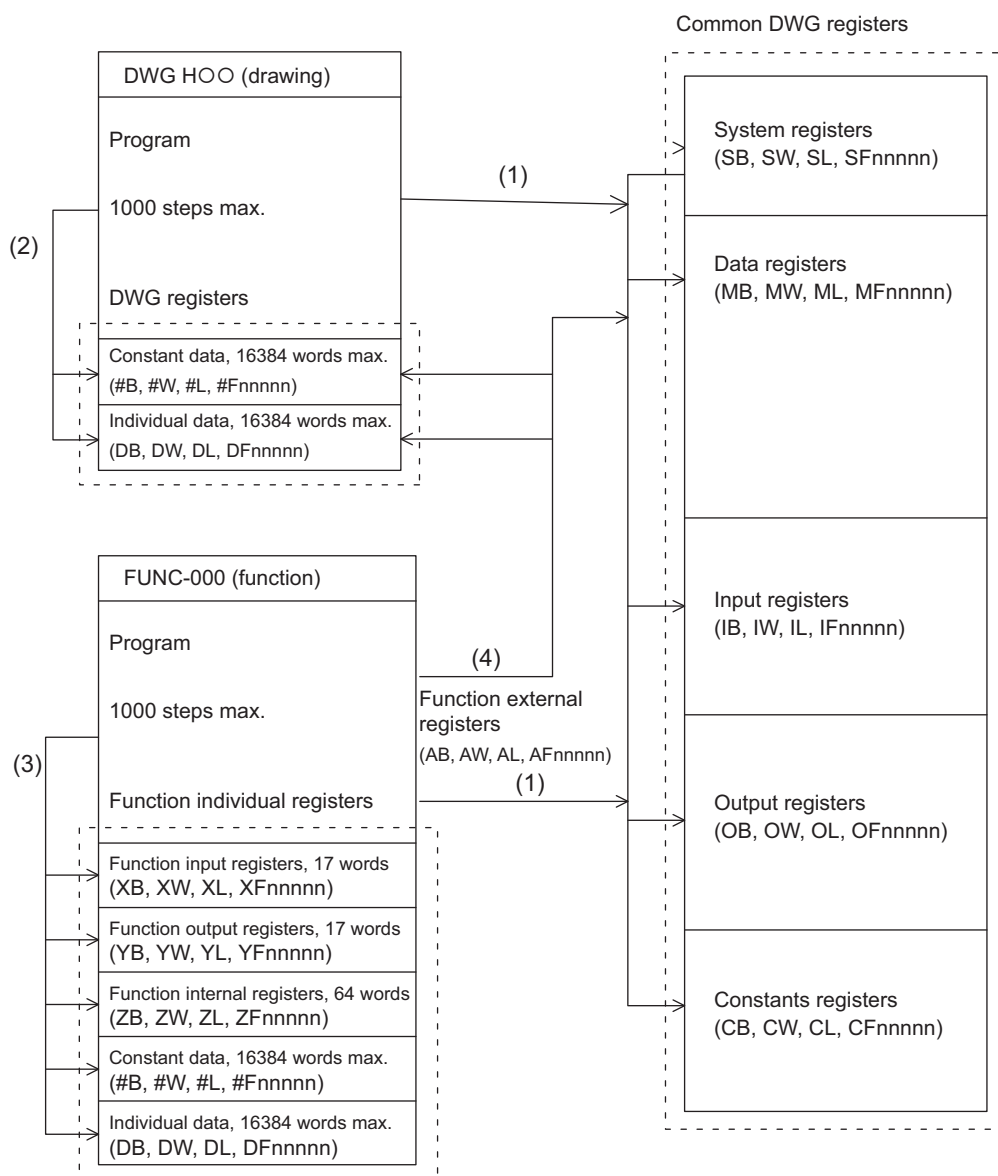 Common DWG registers
DWG H○○ (drawing)
Program
1000 steps max.
DWG registers
Constant data, 16384 words max.
(#B, #W, #L, #Fnnnnn)
Individual data, 16384 words max.
(DB, DW, DL, DFnnnnn)
(1)
(2)
FUNC-000 (function)
Program
1000 steps max.
Function individual registers
Function input registers, 17 words
(XB, XW, XL, XFnnnnn)
Function output registers, 17 words
(YB, YW, YL, YFnnnnn)
Function internal registers, 64 words
(ZB, ZW, ZL, ZFnnnnn)
Constant data, 16384 words max.
(#B, #W, #L, #Fnnnnn)
Individual data, 16384 words max.
(DB, DW, DL, DFnnnnn)
(3)
(4)
Function external
registers
(AB, AW, AL, AFnnnnn)
(1)
System registers
(SB, SW, SL, SFnnnnn)
Data registers
(MB, MW, ML, MFnnnnn)
Input registers
(IB, IW, IL, IFnnnnn)
Output registers
(OB, OW, OL, OFnnnnn)
Constants registers
(CB, CW, CL, CFnnnnn)